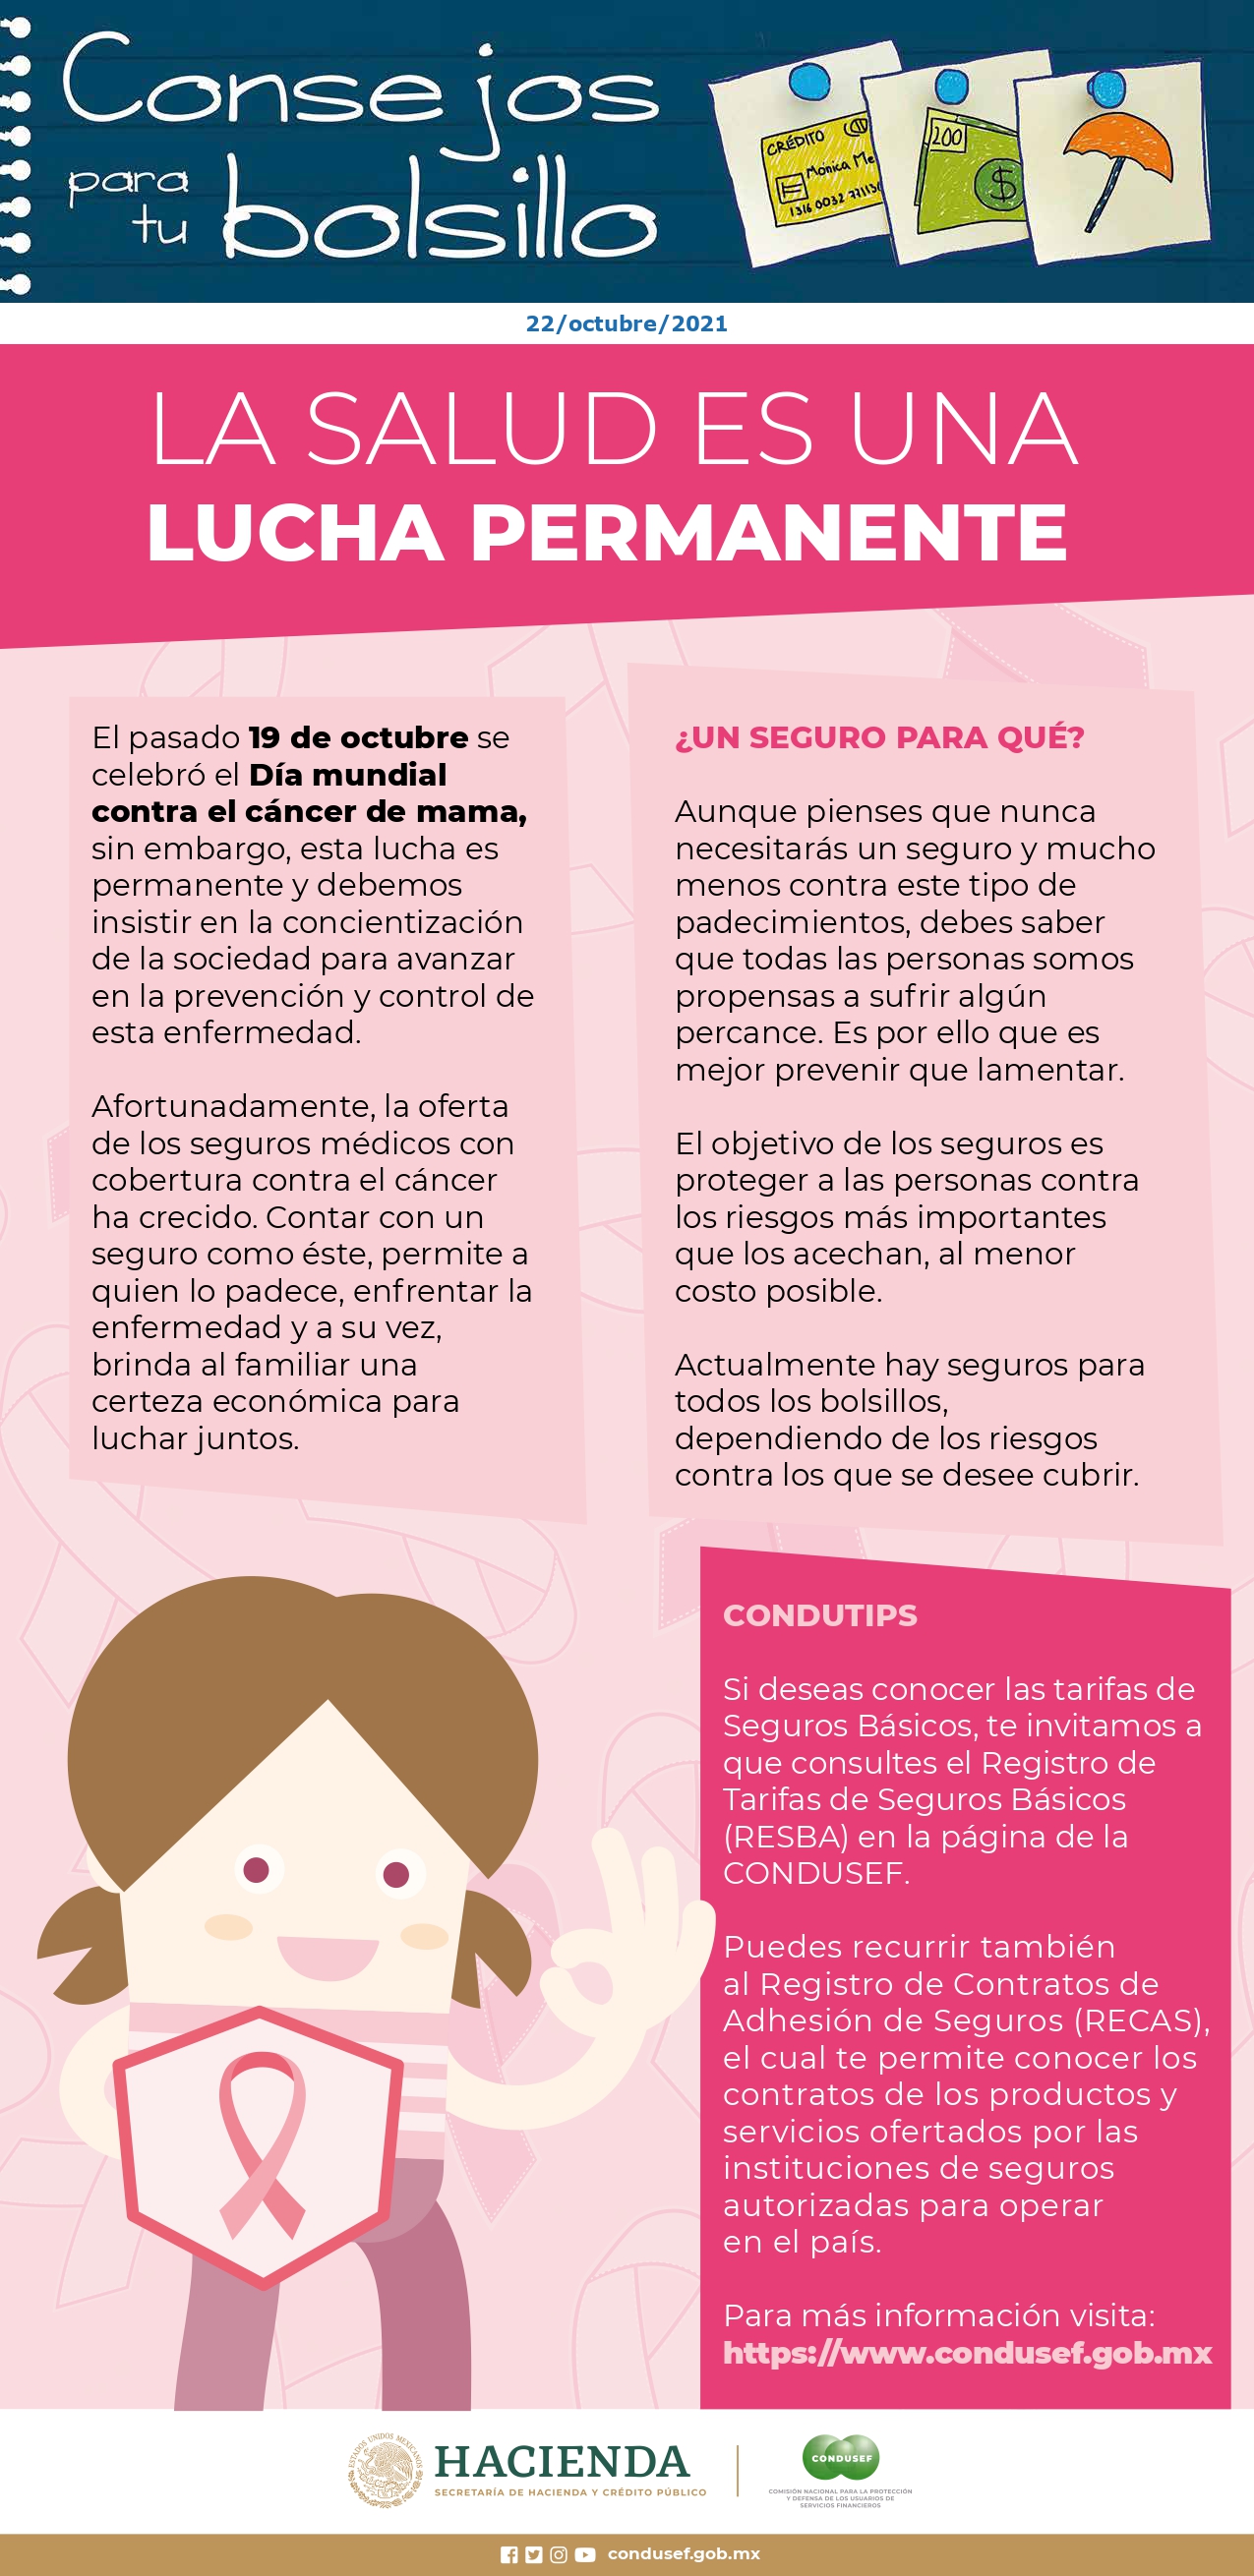 Consejos
para
tu bolsillo
CRÉDITO
Mónica Me
1316 0032 7113
200
$
22/octubre/2021
LA SALUD ES UNA
LUCHA PERMANENTE
El pasado 19 de octubre se
celebró el Día mundial
contra el cáncer de mama,
sin embargo, esta lucha es
permanente y debemos
insistir en la concientización
de la sociedad para avanzar
en la prevención y control de
esta enfermedad.
Afortunadamente, la oferta
de los seguros médicos con
cobertura contra el cáncer
ha crecido. Contar con un
seguro como éste, permite a
quien lo padece, enfrentar la
enfermedad y a su vez,
brinda al familiar una
certeza económica para
luchar juntos.
¿UN SEGURO PARA QUÉ?
Aunque pienses que nunca
necesitarás un seguro y mucho
menos contra este tipo de
padecimientos, debes saber
que todas las personas somos
propensas a sufrir algún
percance. Es por ello que es
mejor prevenir que lamentar.
El objetivo de los seguros es
proteger a las personas contra
los riesgos más importantes
que los acechan, al menor
costo posible.
Actualmente hay seguros para
todos los bolsillos,
dependiendo de los riesgos
contra los que se desee cubrir.
CONDUTIPS
Si deseas conocer las tarifas de
Seguros Básicos, te invitamos a
que consultes el Registro de
Tarifas de Seguros Básicos
(RESBA) en la página de la
CONDUSEF.
Puedes recurrir también
al Registro de Contratos de
Adhesión de Seguros (RECAS),
el cual te permite conocer los
contratos de los productos y
servicios ofertados por las
instituciones de seguros
autorizadas para operar
en el país.
Para más información visita:
https://www.condusef.gob.mx
ESTADOS UNIDOS MEXICANOS
HACIENDA
SECRETARÍA DE HACIENDA Y CRÉDITO PÚBLICO
CONDUSEF
COMISIÓN NACIONAL PARA LA PROTECCIÓN
Y DEFENSA DE LOS USUARIOS DE
SERVICIOS FINANCIEROS
condusef.gob.mx